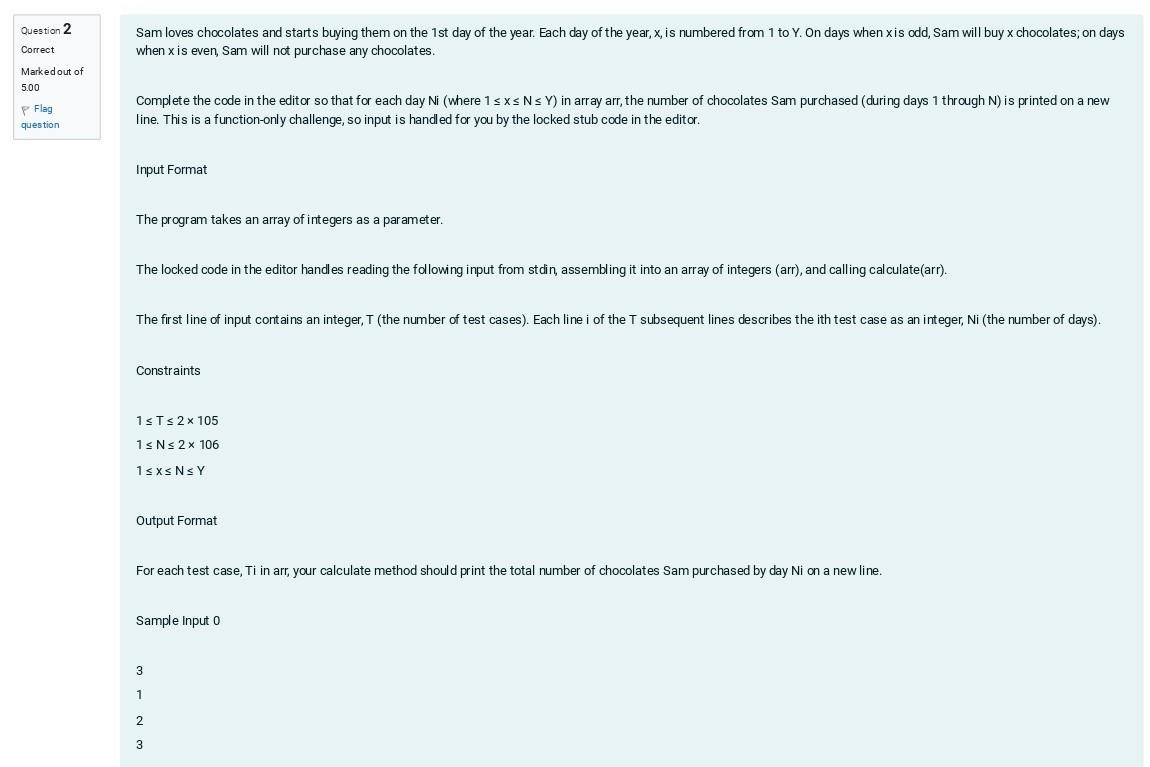 Question 2
Correct
Marked out of
5.00
Flag
question
Sam loves chocolates and starts buying them on the 1st day of the year. Each day of the year, x, is numbered from 1 to Y. On days when x is odd, Sam will buy x chocolates; on days
when x is even, Sam will not purchase any chocolates.
Complete the code in the editor so that for each day Ni (where 1 ≤ x ≤ N ≤ Y) in array arr, the number of chocolates Sam purchased (during days 1 through N) is printed on a new
line. This is a function-only challenge, so input is handled for you by the locked stub code in the editor.
Input Format
The program takes an array of integers as a parameter.
The locked code in the editor handles reading the following input from stdin, assembling it into an array of integers (arr), and calling calculate(arr).
The first line of input contains an integer, T (the number of test cases). Each line i of the T subsequent lines describes the ith test case as an integer, Ni (the number of days).
Constraints
1 ≤ T ≤ 2 × 105
1 ≤ N ≤ 2 × 106
1 ≤ x ≤ N ≤ Y
Output Format
For each test case, Ti in arr, your calculate method should print the total number of chocolates Sam purchased by day Ni on a new line.
Sample Input 0
3
1
2
3